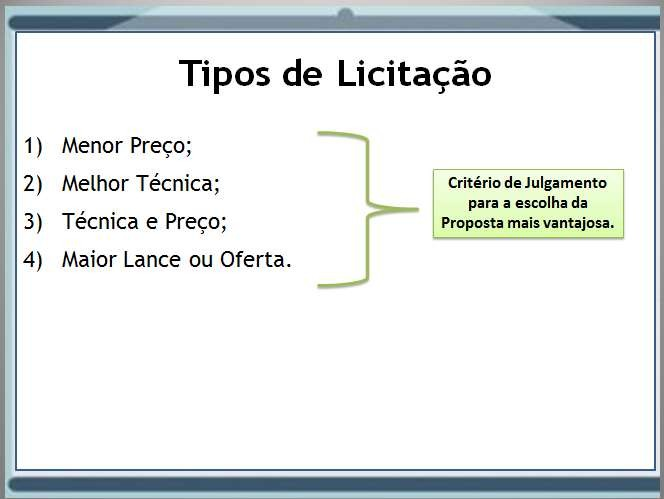 Tipos de Licitação
1) Menor Preço;
2) Melhor Técnica;
3) Técnica e Preço;
4) Maior Lance ou Oferta.
Critério de Julgamento
para a escolha da
Proposta mais vantajosa.